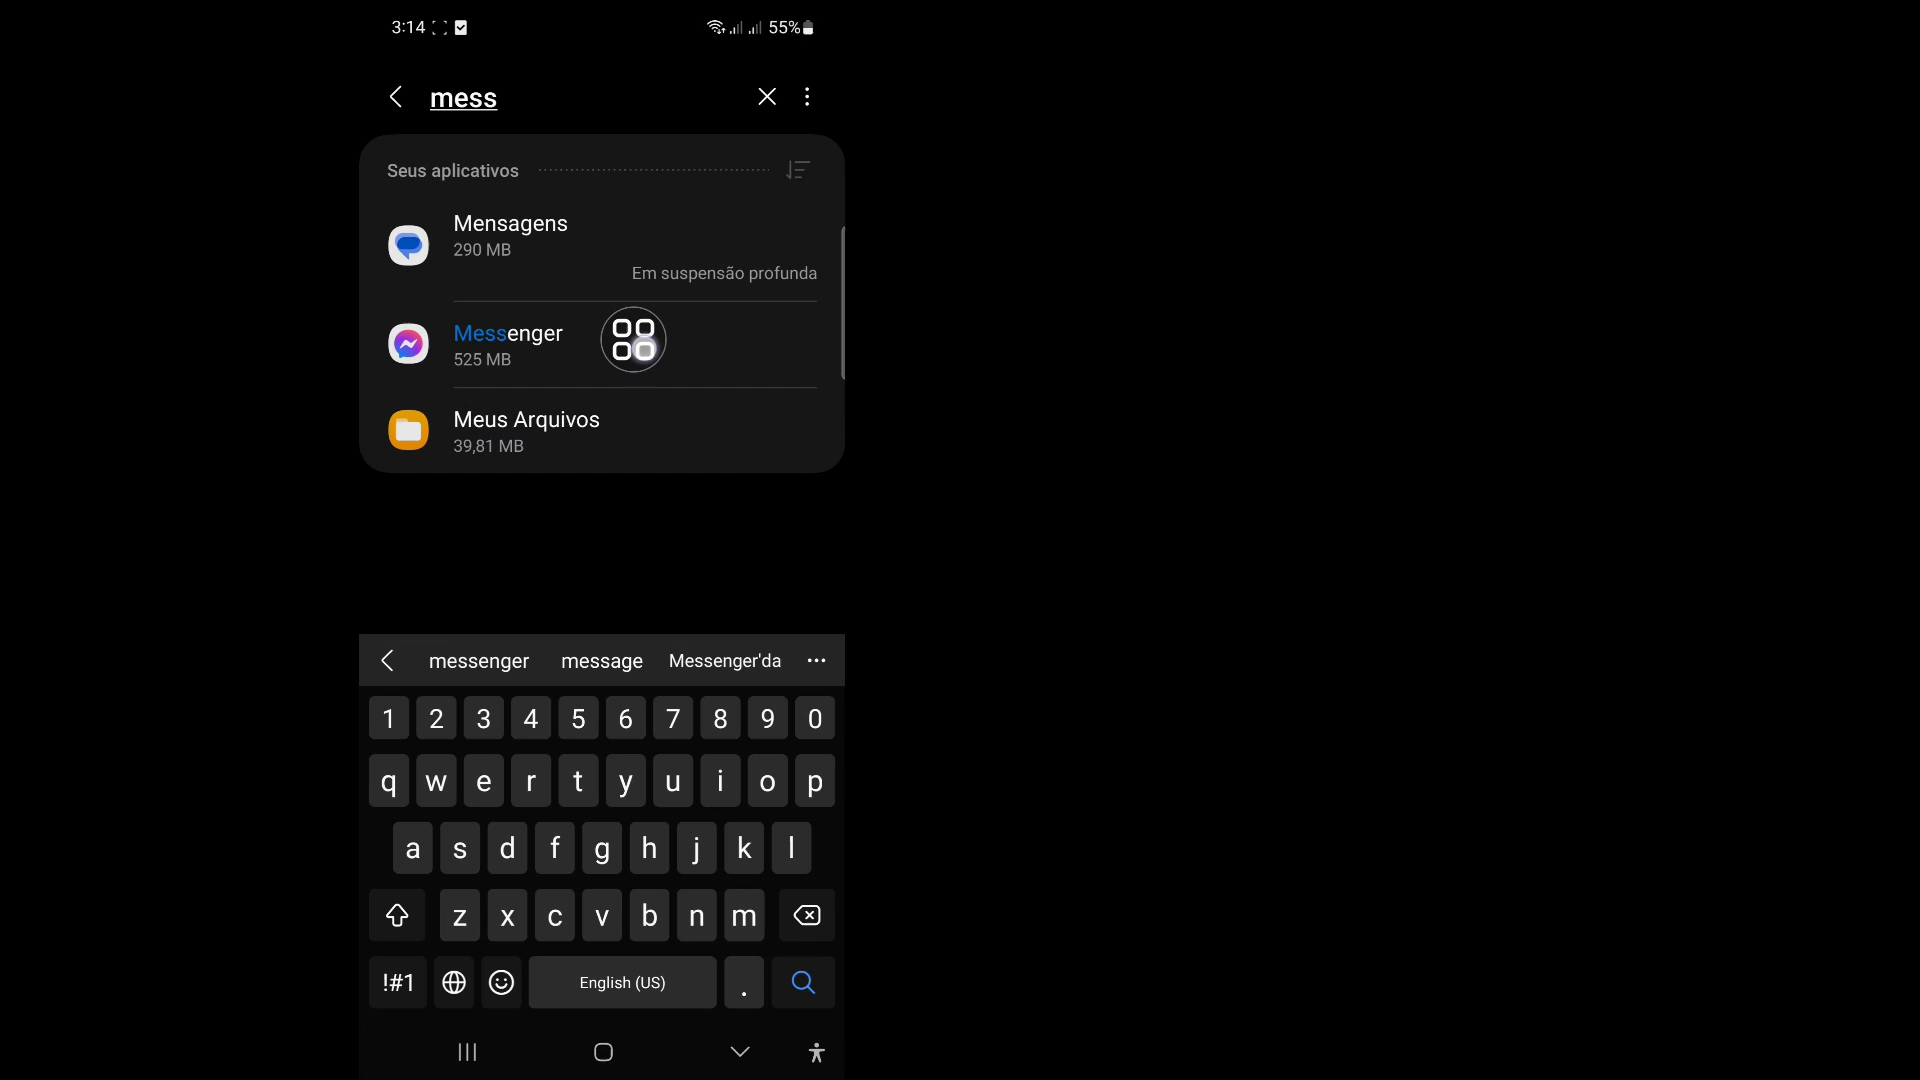 3:14 55%
mess
Seus aplicativos
Mensagens
290 MB
Em suspensão profunda
Messenger
525 MB
Meus Arquivos
39,81 MB
messenger message Messenger'da
1 2 3 4 5 6 7 8 9 0
q w e r t y u i o p
a s d f g h j k l
z x c v b n m
!#1 English (US) .